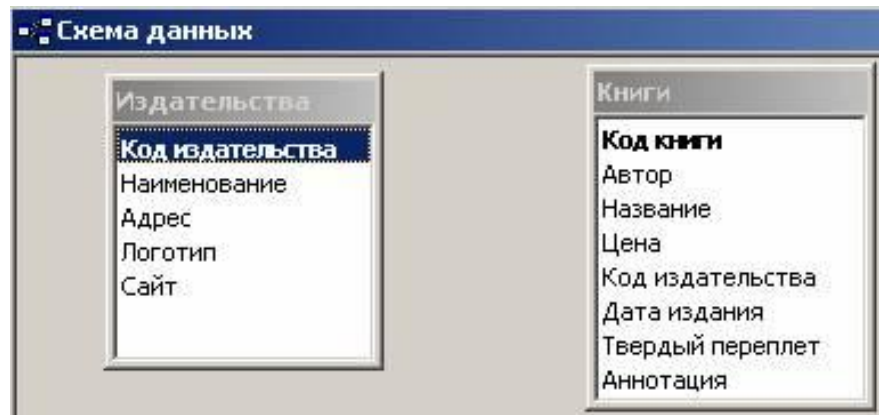 Схема данных
Издательства
Код издательства
Наименование
Адрес
Логотип
Сайт
Книги
Код книги
Автор
Название
Цена
Код издательства
Дата издания
Твердый переплет
Аннотация